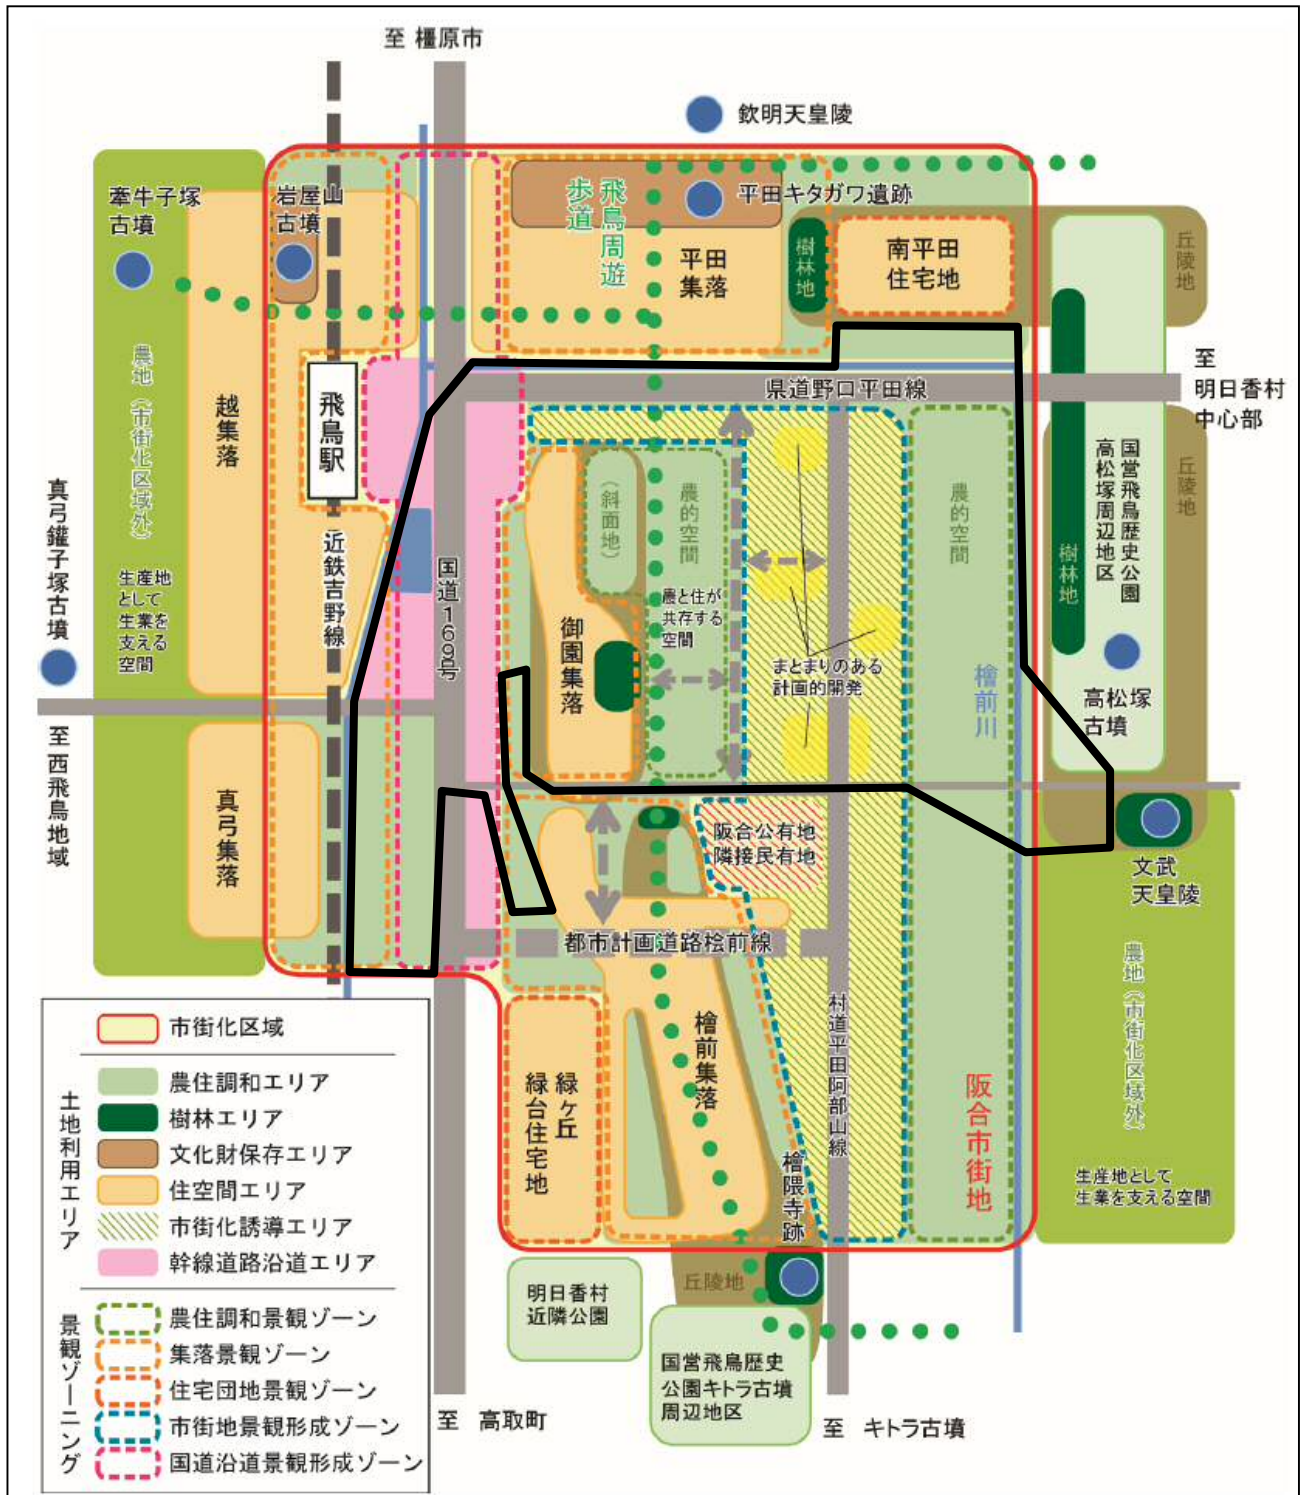 至 橿原市
欽明天皇陵
牽牛子塚
古墳
岩屋山
古墳
飛鳥周遊
歩道
平田キタガワ遺跡
平田
集落
樹林地
南平田
住宅地
丘陵地
至
明日香村
中心部
農地（市街化区域外）
越集落
飛鳥駅
県道野口平田線
真弓鑵子塚古墳
生産地
として
生業を
支える
空間
近鉄吉野線
国道169号
（斜面地）
農的空間
農と住が
共存する
空間
御園集落
まとまりのある
計画的開発
農的空間
檜前川
樹林地
国営飛鳥歴史公園
高松塚周辺地区
丘陵地
高松塚
古墳
至 西飛鳥地域
真弓集落
阪合公有地
隣接民有地
文武
天皇陵
都市計画道路桧前線
農地（市街化区域外）
村道平田阿部山線
檜前集落
緑ヶ丘
緑台住宅地
檜隈寺跡
阪合市街地
生産地として
生業を支える空間
丘陵地
明日香村
近隣公園
国営飛鳥歴史
公園キトラ古墳
周辺地区
至 高取町
至 キトラ古墳
市街化区域
土地利用エリア
農住調和エリア
樹林エリア
文化財保存エリア
住空間エリア
市街化誘導エリア
幹線道路沿道エリア
景観ゾーニング
農住調和景観ゾーン
集落景観ゾーン
住宅団地景観ゾーン
市街地景観形成ゾーン
国道沿道景観形成ゾーン